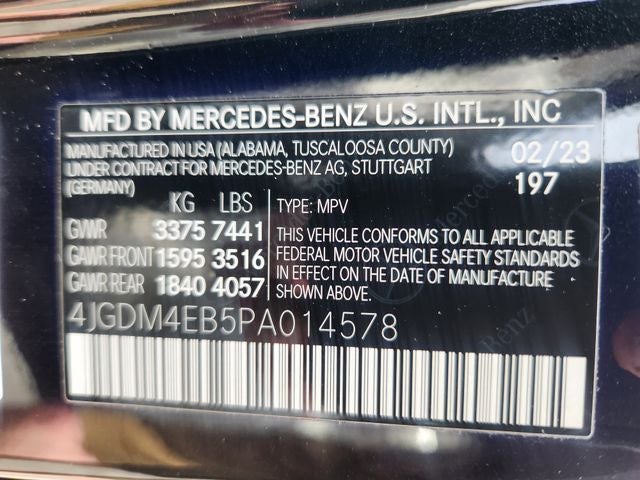 MFD BY MERCEDES-BENZ U.S. INTL., INC
MANUFACTURED IN USA (ALABAMA, TUSCALOOSA COUNTY) 02/23
UNDER CONTRACT FOR MERCEDES-BENZ AG, STUTTGART
(GERMANY) 197
KG LBS
TYPE: MPV
GVWR 3375 7441
GAWR FRONT 1595 3516
GAWR REAR 1840 4057
THIS VEHICLE CONFORMS TO ALL APPLICABLE
FEDERAL MOTOR VEHICLE SAFETY STANDARDS
IN EFFECT ON THE DATE OF MANUFACTURE
SHOWN ABOVE.
4JGDM4EB5PA014578